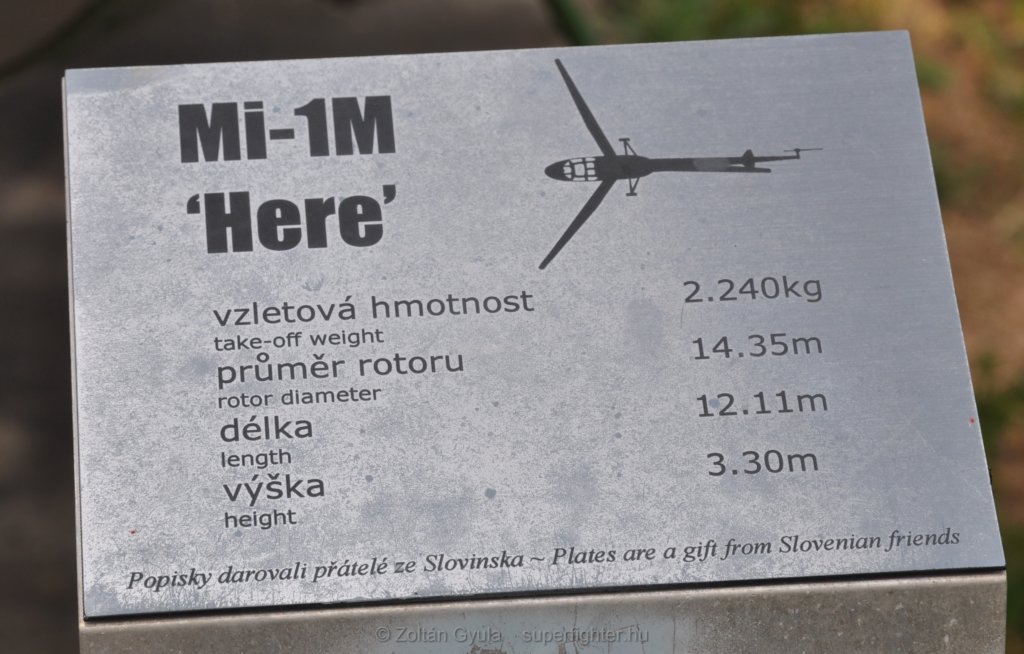 Mi-1M
‘Here’
vzletová hmotnost 2.240kg
take-off weight
průměr rotoru 14.35m
rotor diameter
délka 12.11m
length
výška 3.30m
height
Popisky darovali přátelé ze Slovinska ~ Plates are a gift from Slovenian friends
© Zoltán Gyula · superfighter.hu